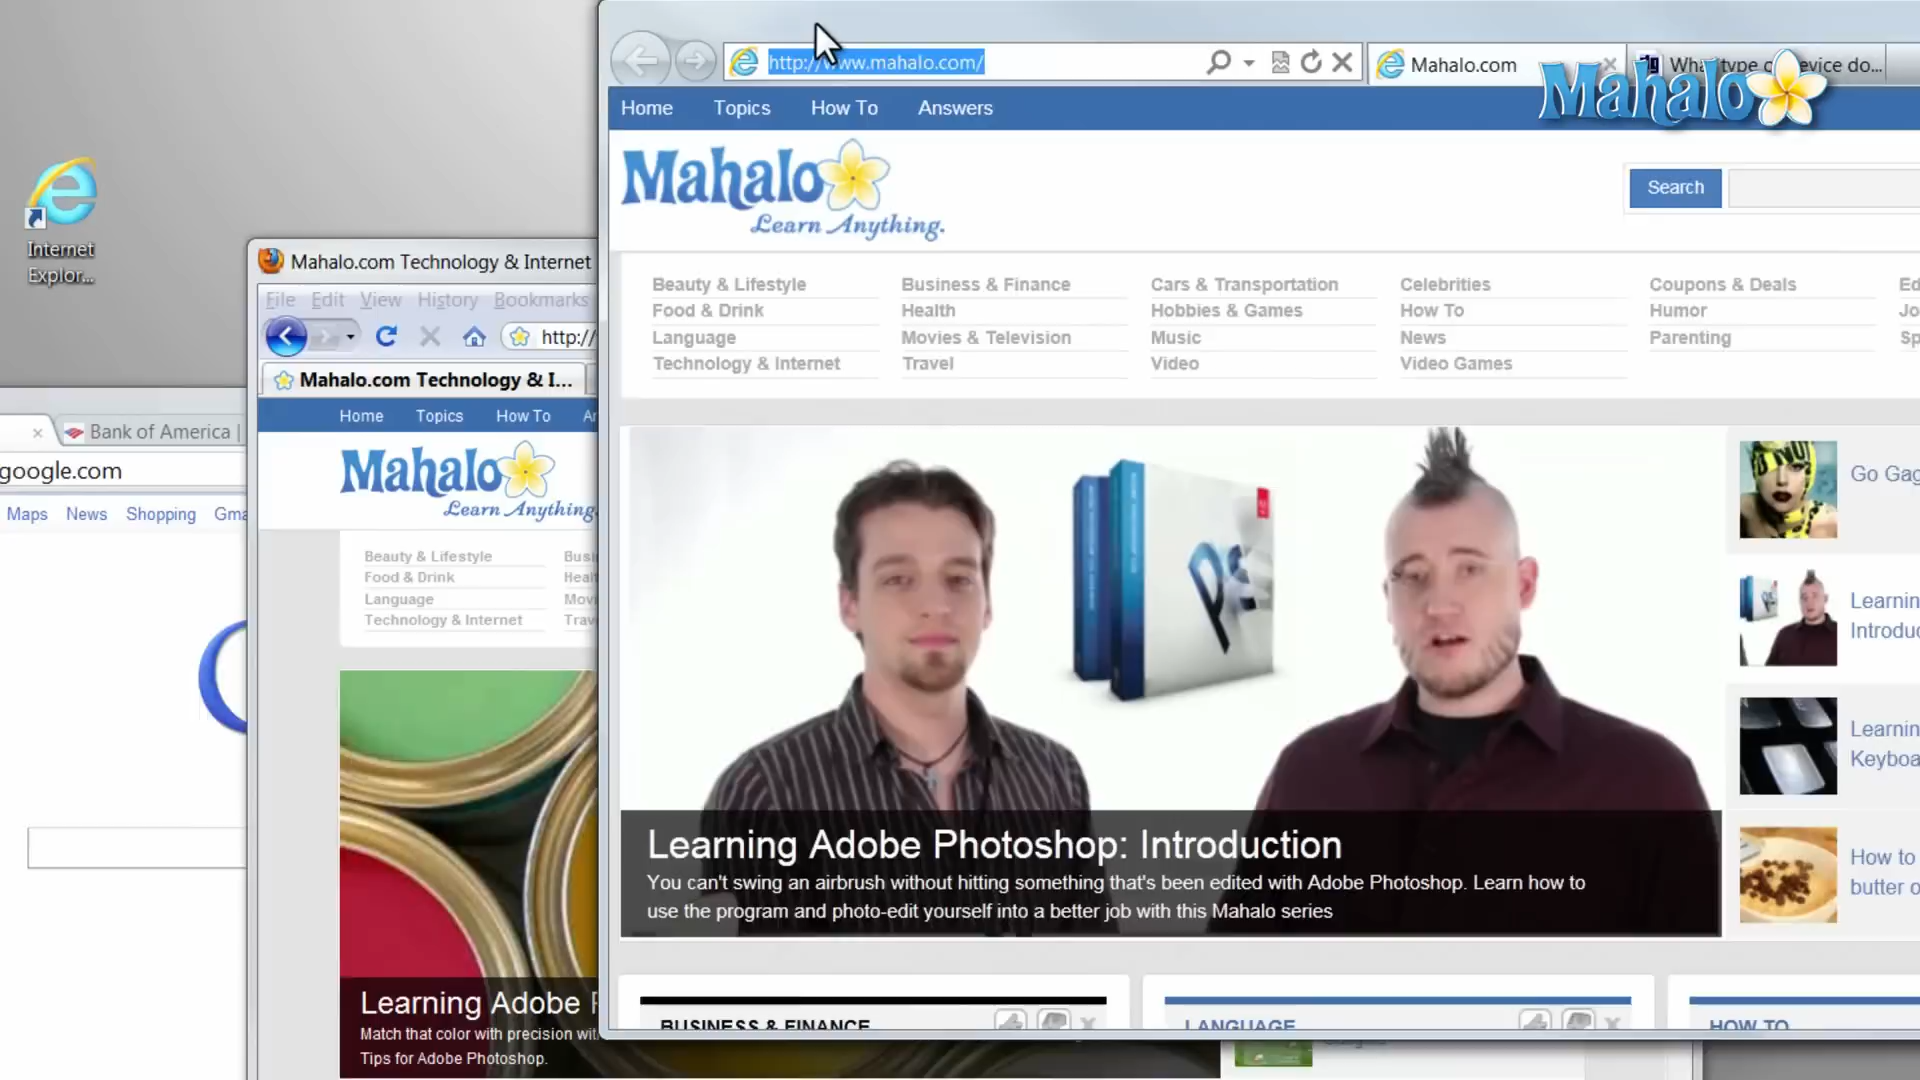 http://www.mahalo.com/
Mahalo.com
Mahalo
Home Topics How To Answers
Mahalo
Learn Anything.
Search
Internet
Explor...
Beauty & Lifestyle Business & Finance Cars & Transportation Celebrities Coupons & Deals
Food & Drink Health Hobbies & Games How To Humor
Language Movies & Television Music News Parenting
Technology & Internet Travel Video Video Games
Mahalo.com Technology & Internet
File Edit View History Bookmarks
http://
Mahalo.com Technology & I...
Home Topics How To
Mahalo
Learn Anything.
Beauty & Lifestyle
Food & Drink
Language
Technology & Internet
Bank of America |
google.com
Maps News Shopping
Go
Learning Adobe Photoshop: Introduction
You can't swing an airbrush without hitting something that's been edited with Adobe Photoshop. Learn how to
use the program and photo-edit yourself into a better job with this Mahalo series
How to
butter
Learning Adobe
Match that color with precision
Tips for Adobe Photoshop.
BUSINESS & FINANCE LANGUAGE HOW TO